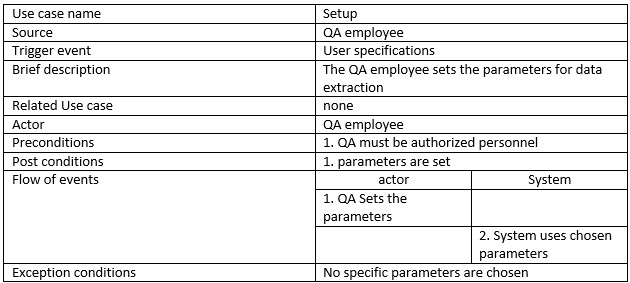 Use case name Setup
Source QA employee
Trigger event User specifications
Brief description The QA employee sets the parameters for data
extraction
Related Use case none
Actor QA employee
Preconditions 1. QA must be authorized personnel
Post conditions 1. parameters are set
Flow of events actor System
1. QA Sets the
parameters
2. System uses chosen
parameters
Exception conditions No specific parameters are chosen